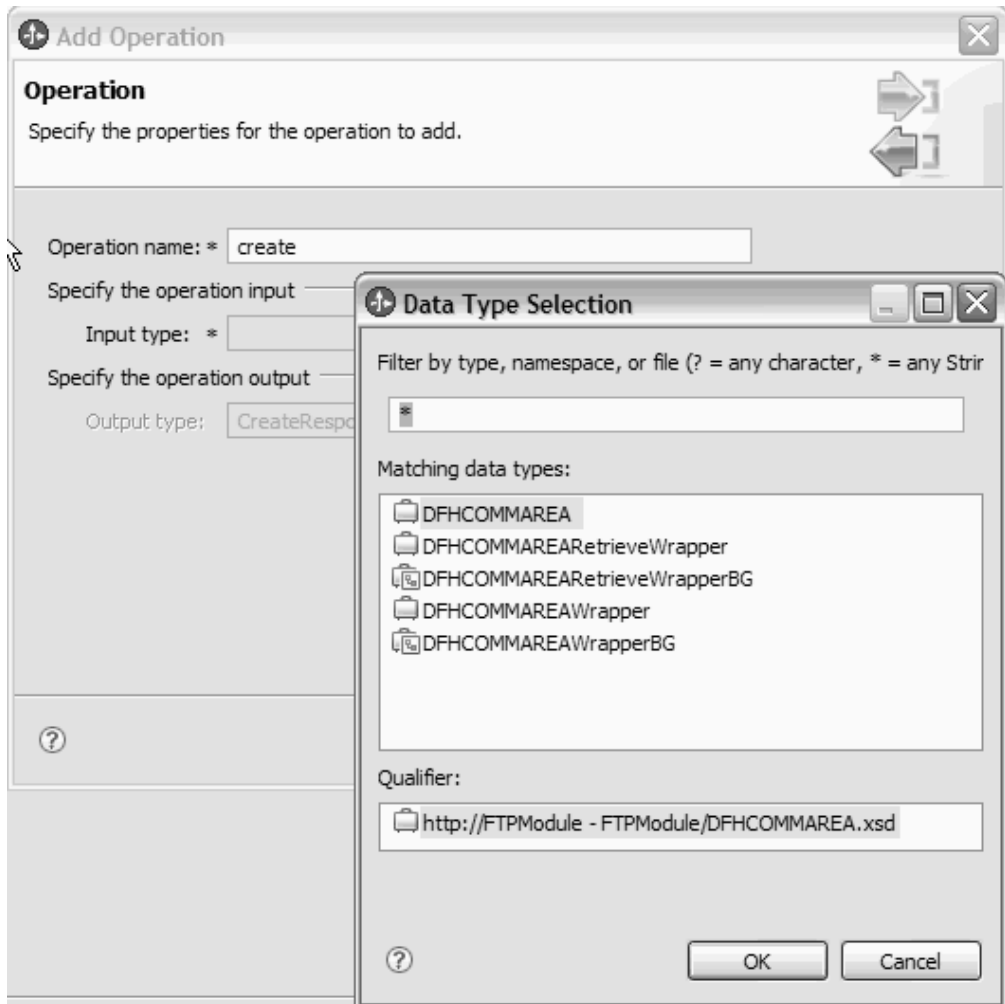 Add Operation
Operation
Specify the properties for the operation to add.
Operation name: * create
Specify the operation input
Input type: *
Specify the operation output
Output type: CreateRespo
Data Type Selection
Filter by type, namespace, or file (? = any character, * = any Strir
*
Matching data types:
DFHCOMMAREA
DFHCOMMAREARetrieveWrapper
DFHCOMMAREARetrieveWrapperBG
DFHCOMMAREAWrapper
DFHCOMMAREAWrapperBG
Qualifier:
http://FTPModule - FTPModule/DFHCOMMAREA.xsd
OK Cancel